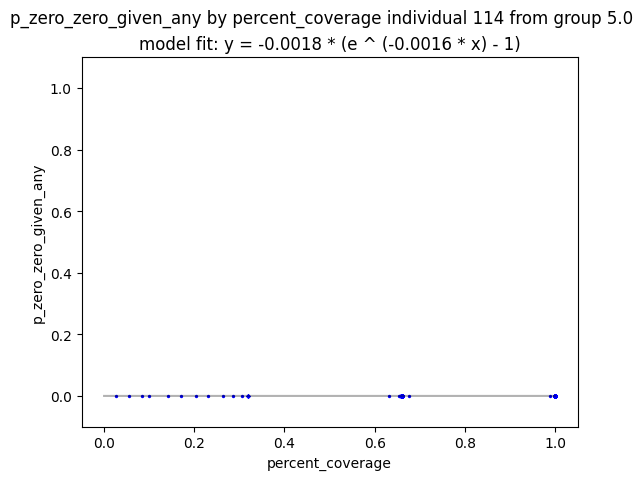 p_zero_zero_given_any by percent_coverage individual 114 from group 5.0
model fit: y = -0.0018 * (e ^ (-0.0016 * x) - 1)
1.0
0.8
0.6
0.4
0.2
0.0
p_zero_zero_given_any
0.0 0.2 0.4 0.6 0.8 1.0
percent_coverage